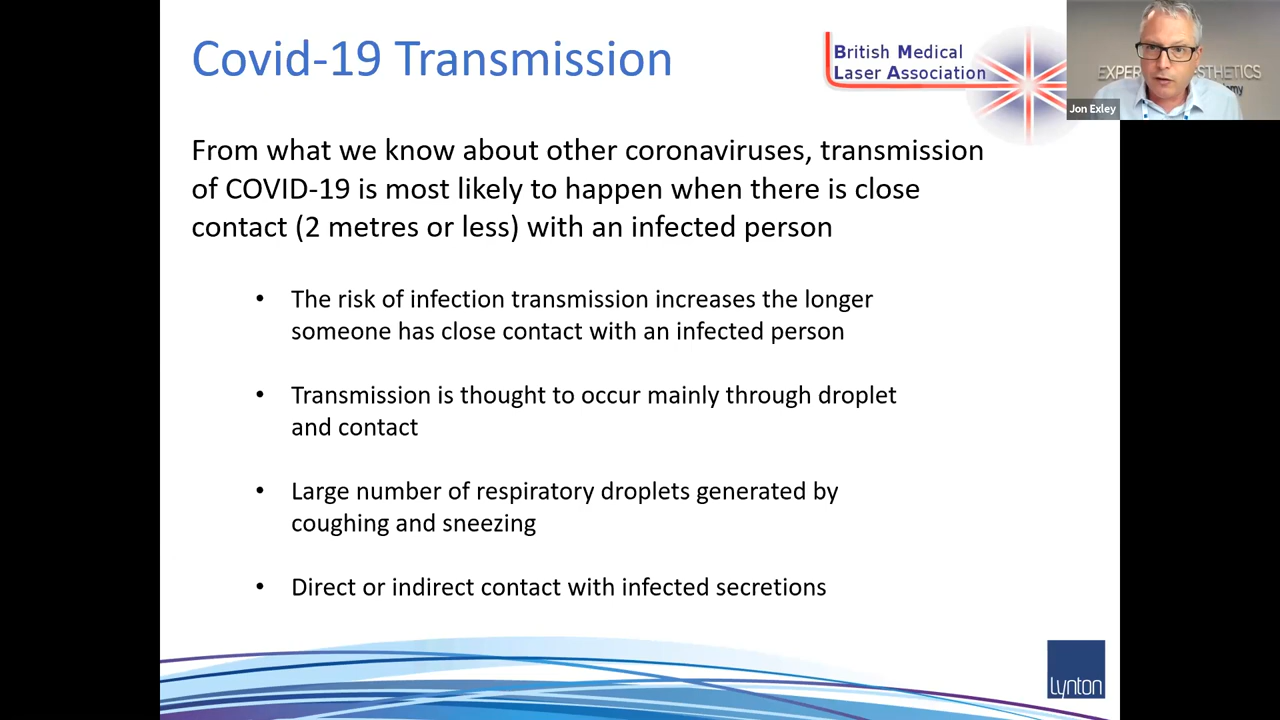 Covid-19 Transmission
British Medical
Laser Association
Jon Exley
From what we know about other coronaviruses, transmission
of COVID-19 is most likely to happen when there is close
contact (2 metres or less) with an infected person
• The risk of infection transmission increases the longer
someone has close contact with an infected person
• Transmission is thought to occur mainly through droplet
and contact
• Large number of respiratory droplets generated by
coughing and sneezing
• Direct or indirect contact with infected secretions
Lynton